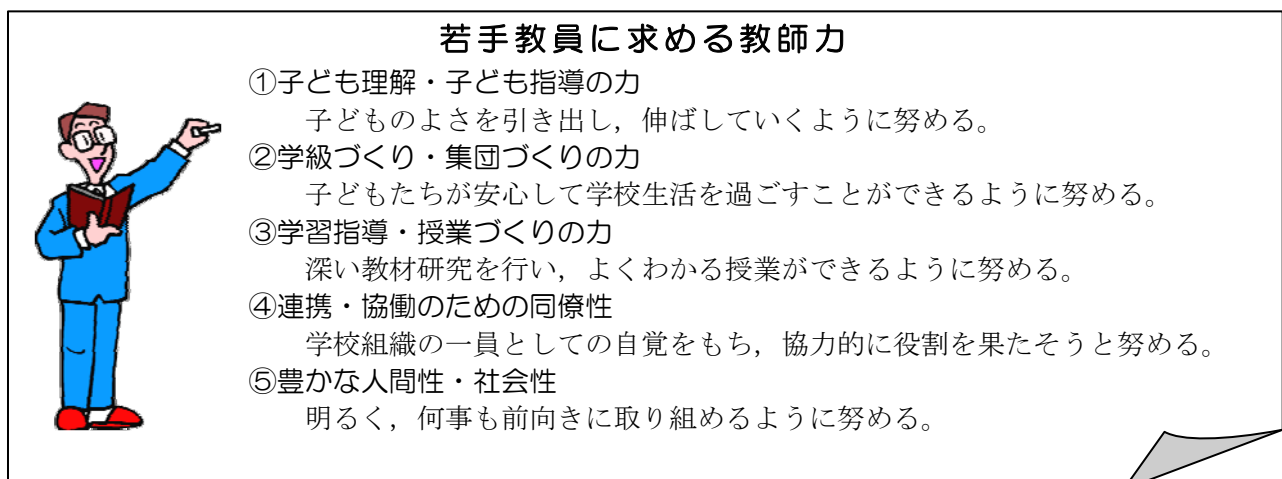 若手教員に求める教師力
①子ども理解・子ども指導の力
子どものよさを引き出し，伸ばしていくように努める。
②学級づくり・集団づくりの力
子どもたちが安心して学校生活を過ごすことができるように努める。
③学習指導・授業づくりの力
深い教材研究を行い，よくわかる授業ができるように努める。
④連携・協働のための同僚性
学校組織の一員としての自覚をもち，協力的に役割を果たそうと努める。
⑤豊かな人間性・社会性
明るく，何事も前向きに取り組めるように努める。